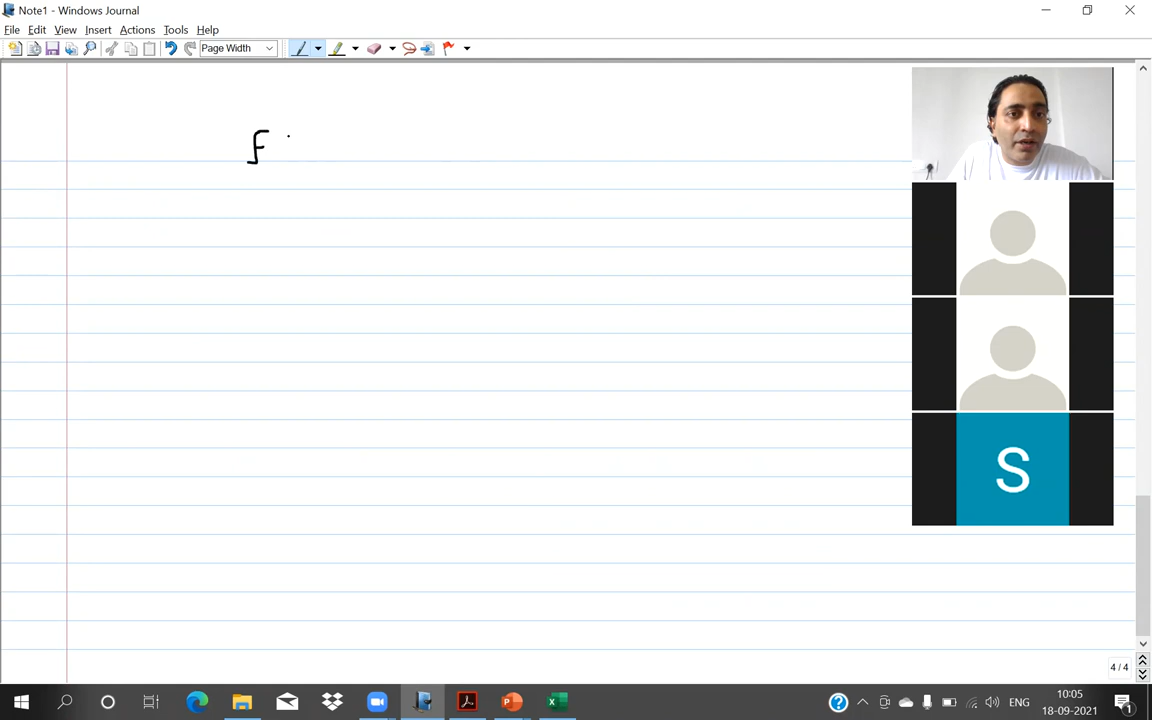 Note1 - Windows Journal
File Edit View Insert Actions Tools Help
Page Width
F
S
4 / 4
ENG
10:05
18-09-2021
1